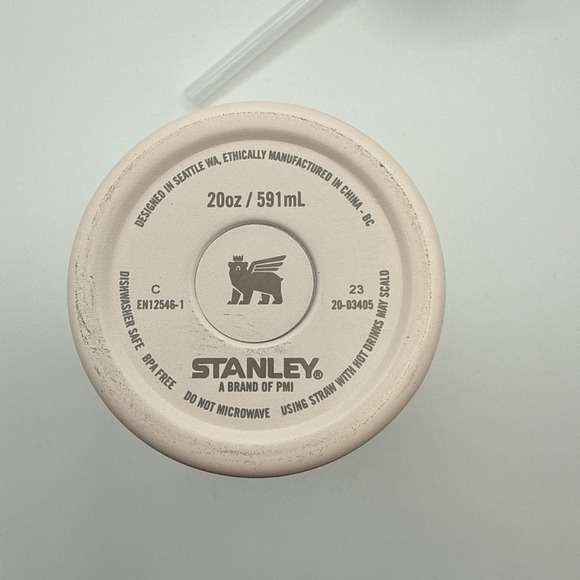 DESIGNED IN SEATTLE WA, ETHICALLY MANUFACTURED IN CHINA - BC
20oz / 591mL
C
EN12546-1
23
20-03405
STANLEY®
A BRAND OF PMI
DISHWASHER SAFE BPA FREE DO NOT MICROWAVE USING STRAW WITH HOT DRINKS MAY SCALD